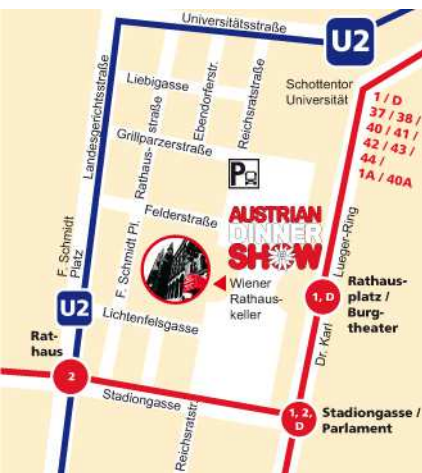 Universitätsstraße
U2
Schottentor
Universität
1 / D
37 / 38 /
40 / 41 /
42 / 43 /
44 /
1A / 40A
Landesgerichtsstraße
Liebigasse
Rathaus-
straße
Ebendorferstr.
Reichsratstraße
Grillparzerstraße
P
Felderstraße
AUSTRIAN
DINNER
SHOW
Wiener
Rathaus-
keller
F. Schmidt
Platz
F. Schmidt Pl.
U2
Lichtenfelsgasse
Dr. Karl Lueger-Ring
1, D
Rathaus-
platz /
Burg-
theater
Rat-
haus
2
Stadiongasse
Reichsratstr.
1, 2,
D
Stadiongasse /
Parlament